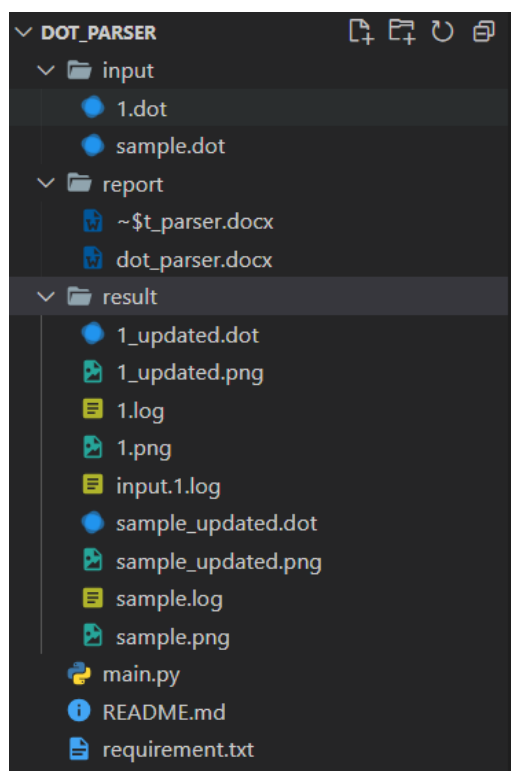 DOT_PARSER
input
1.dot
sample.dot
report
~$t_parser.docx
dot_parser.docx
result
1_updated.dot
1_updated.png
1.log
1.png
input.1.log
sample_updated.dot
sample_updated.png
sample.log
sample.png
main.py
README.md
requirement.txt